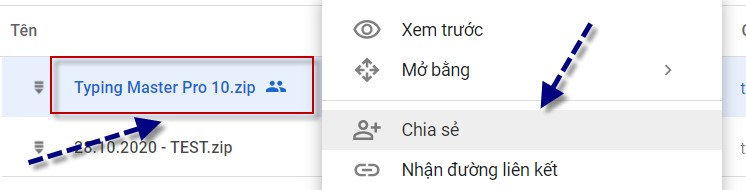 Tên
Typing Master Pro 10.zip
28.10.2020 - TEST.zip
Xem trước
Mở bằng
Chia sẻ
Nhận đường liên kết